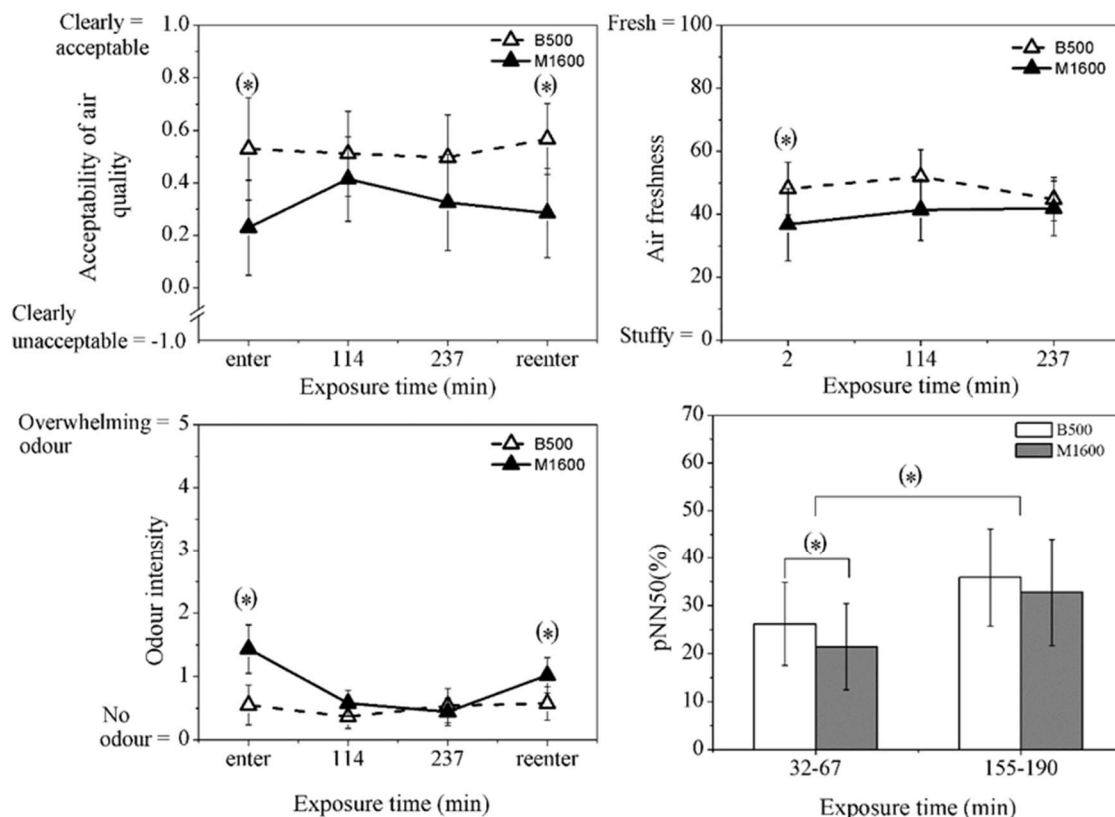 Clearly = 1.0
acceptable
B500
M1600
(*)
(*)
0.8
0.6
0.4
0.2
0.0
Acceptability of air
quality
Clearly
unacceptable = -1.0
enter 114 237 reenter
Exposure time (min)
Fresh = 100
B500
M1600
80
(*)
60
40
20
Air freshness
Stuffy = 0
2 114 237
Exposure time (min)
Overwhelming = 5
odour
B500
M1600
4
3
2
(*)
(*)
1
Odour intensity
No 0
odour =
enter 114 237 reenter
Exposure time (min)
70
B500
M1600
60
(*)
50
(*)
40
30
20
10
0
pNN50(%)
32-67 155-190
Exposure time (min)